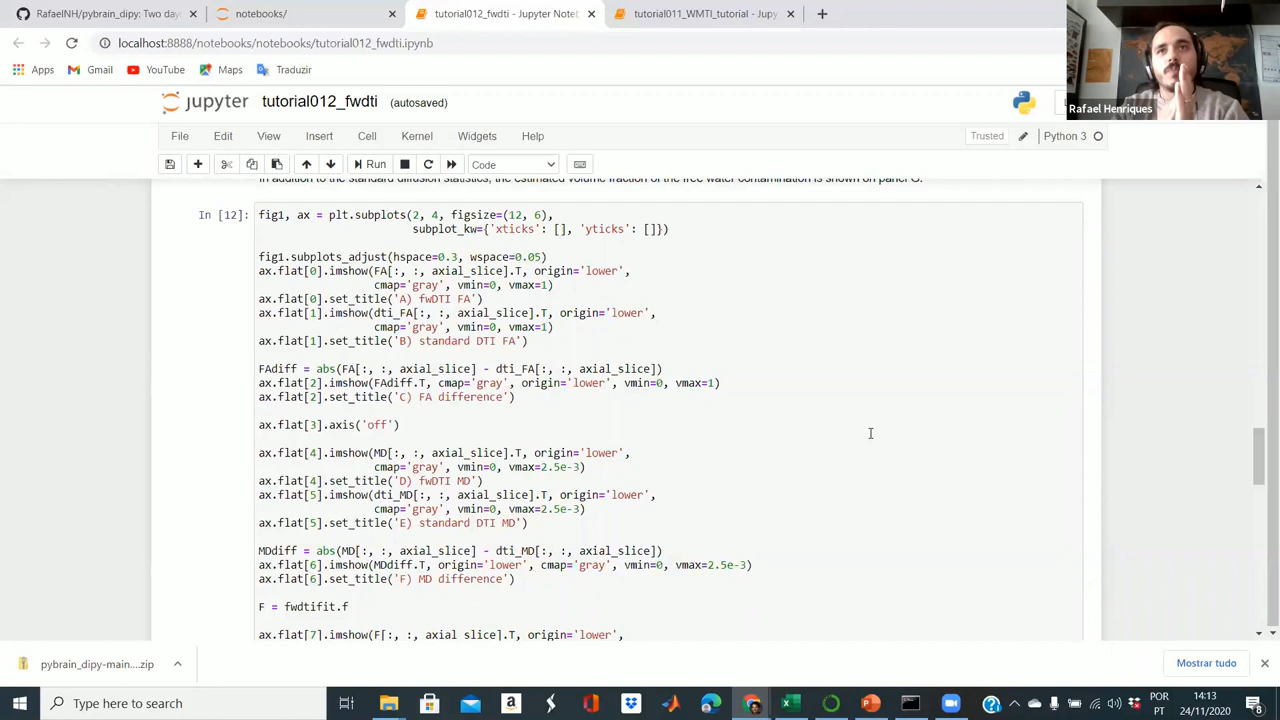 RafaelNH/pybrain_dipy: Two days
notebooks/
tutorial012_fwdti - Jupyter Note
tutorial011_WMTI_tutorial - Jupy
localhost:8888/notebooks/notebooks/tutorial012_fwdti.ipynb
Apps
Gmail
YouTube
Maps
Traduzir
Rafael Henriques
jupyter
tutorial012_fwdti
(autosaved)
File
Edit
View
Insert
Cell
Kernel
Widgets
Help
Trusted
Python 3
Run
Code
In addition to the standard diffusion statistics, the estimated volume fraction of the free water contamination is shown on panel G.
In [12]:
fig1, ax = plt.subplots(2, 4, figsize=(12, 6),
subplot_kw={'xticks': [], 'yticks': []})
fig1.subplots_adjust(hspace=0.3, wspace=0.05)
ax.flat[0].imshow(FA[:, :, axial_slice].T, origin='lower',
cmap='gray', vmin=0, vmax=1)
ax.flat[0].set_title('A) fwDTI FA')
ax.flat[1].imshow(dti_FA[:, :, axial_slice].T, origin='lower',
cmap='gray', vmin=0, vmax=1)
ax.flat[1].set_title('B) standard DTI FA')
FAdiff = abs(FA[:, :, axial_slice] - dti_FA[:, :, axial_slice])
ax.flat[2].imshow(FAdiff.T, cmap='gray', origin='lower', vmin=0, vmax=1)
ax.flat[2].set_title('C) FA difference')
ax.flat[3].axis('off')
ax.flat[4].imshow(MD[:, :, axial_slice].T, origin='lower',
cmap='gray', vmin=0, vmax=2.5e-3)
ax.flat[4].set_title('D) fwDTI MD')
ax.flat[5].imshow(dti_MD[:, :, axial_slice].T, origin='lower',
cmap='gray', vmin=0, vmax=2.5e-3)
ax.flat[5].set_title('E) standard DTI MD')
MDdiff = abs(MD[:, :, axial_slice] - dti_MD[:, :, axial_slice])
ax.flat[6].imshow(MDdiff.T, origin='lower', cmap='gray', vmin=0, vmax=2.5e-3)
ax.flat[6].set_title('F) MD difference')
F = fwdtifit.f
ax.flat[7].imshow(F[:, :, axial_slice].T, origin='lower',
pybrain_dipy-main....zip
Mostrar tudo
Type here to search
POR
PT
14:13
24/11/2020
8